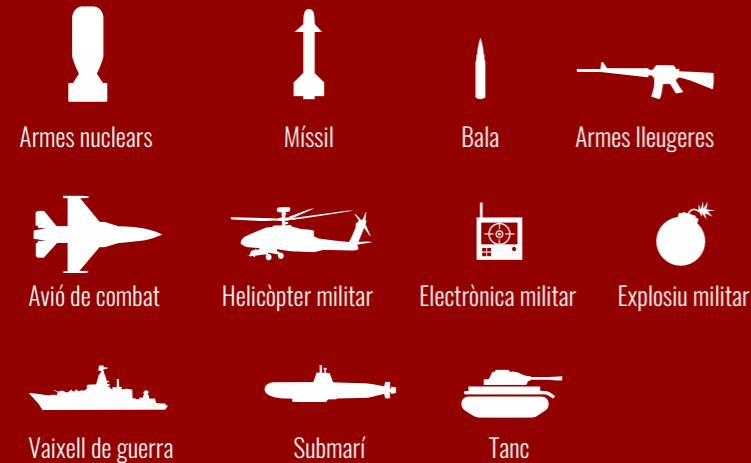 Armes nuclears
Míssil
Bala
Armes lleugeres
Avió de combat
Helicòpter militar
Electrònica militar
Explosiu militar
Vaixell de guerra
Submarí
Tanc